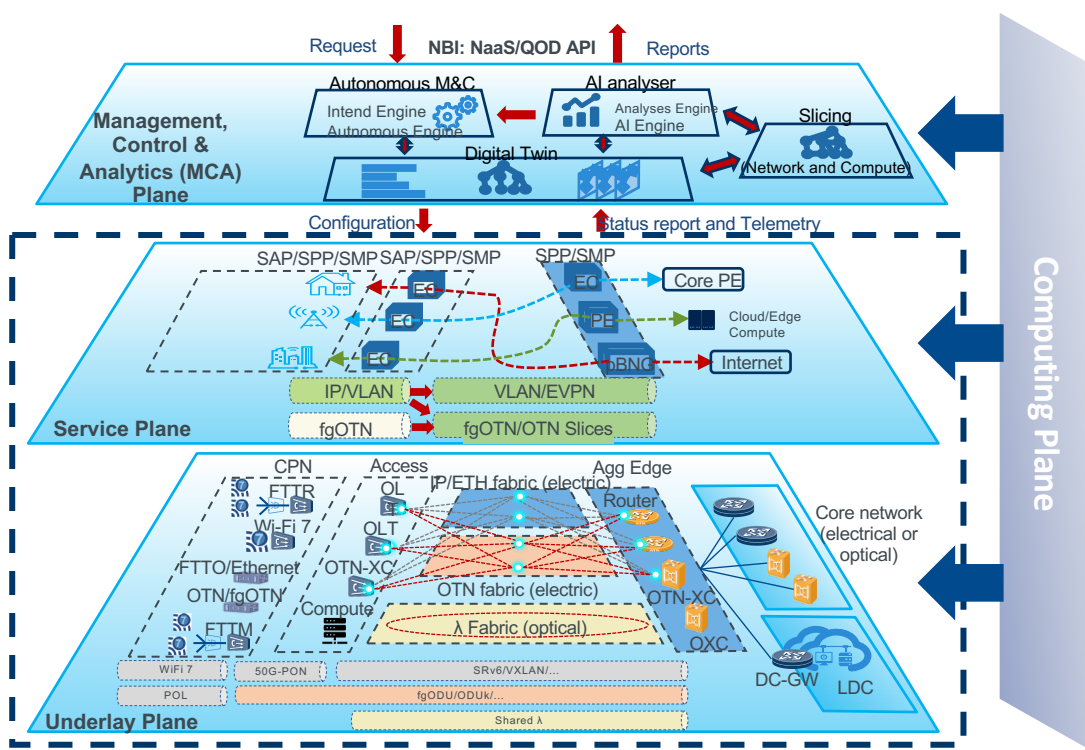 Request
NBI: NaaS/QOD API
Reports
Autonomous M&C
AI analyser
Intend Engine
Autnomous Engine
Analyses Engine
AI Engine
Slicing
(Network and Compute)
Digital Twin
Management,
Control &
Analytics (MCA)
Plane
Configuration
Status report and Telemetry
SAP/SPP/SMP
SAP/SPP/SMP
SPP/SMP
EC
EC
EC
EC
PE
Core PE
Cloud/Edge
Compute
Internet
IP/VLAN
VLAN/EVPN
fgOTN
fgOTN/OTN Slices
Service Plane
Computing Plane
CPN
Access
IP/ETH fabric (electric)
Agg Edge
FTTR
OL
Router
Wi-Fi 7
OLT
Core network
(electrical or
optical)
FTTO/Ethernet
OTN-XC
OTN/fgOTN
OTN fabric (electric)
OTN-XC
Compute
λ Fabric (optical)
FTTM
OXC
DC-GW
LDC
WiFi 7
50G-PON
SRv6/VXLAN/...
POL
fgODU/ODUk/...
Shared λ
Underlay Plane